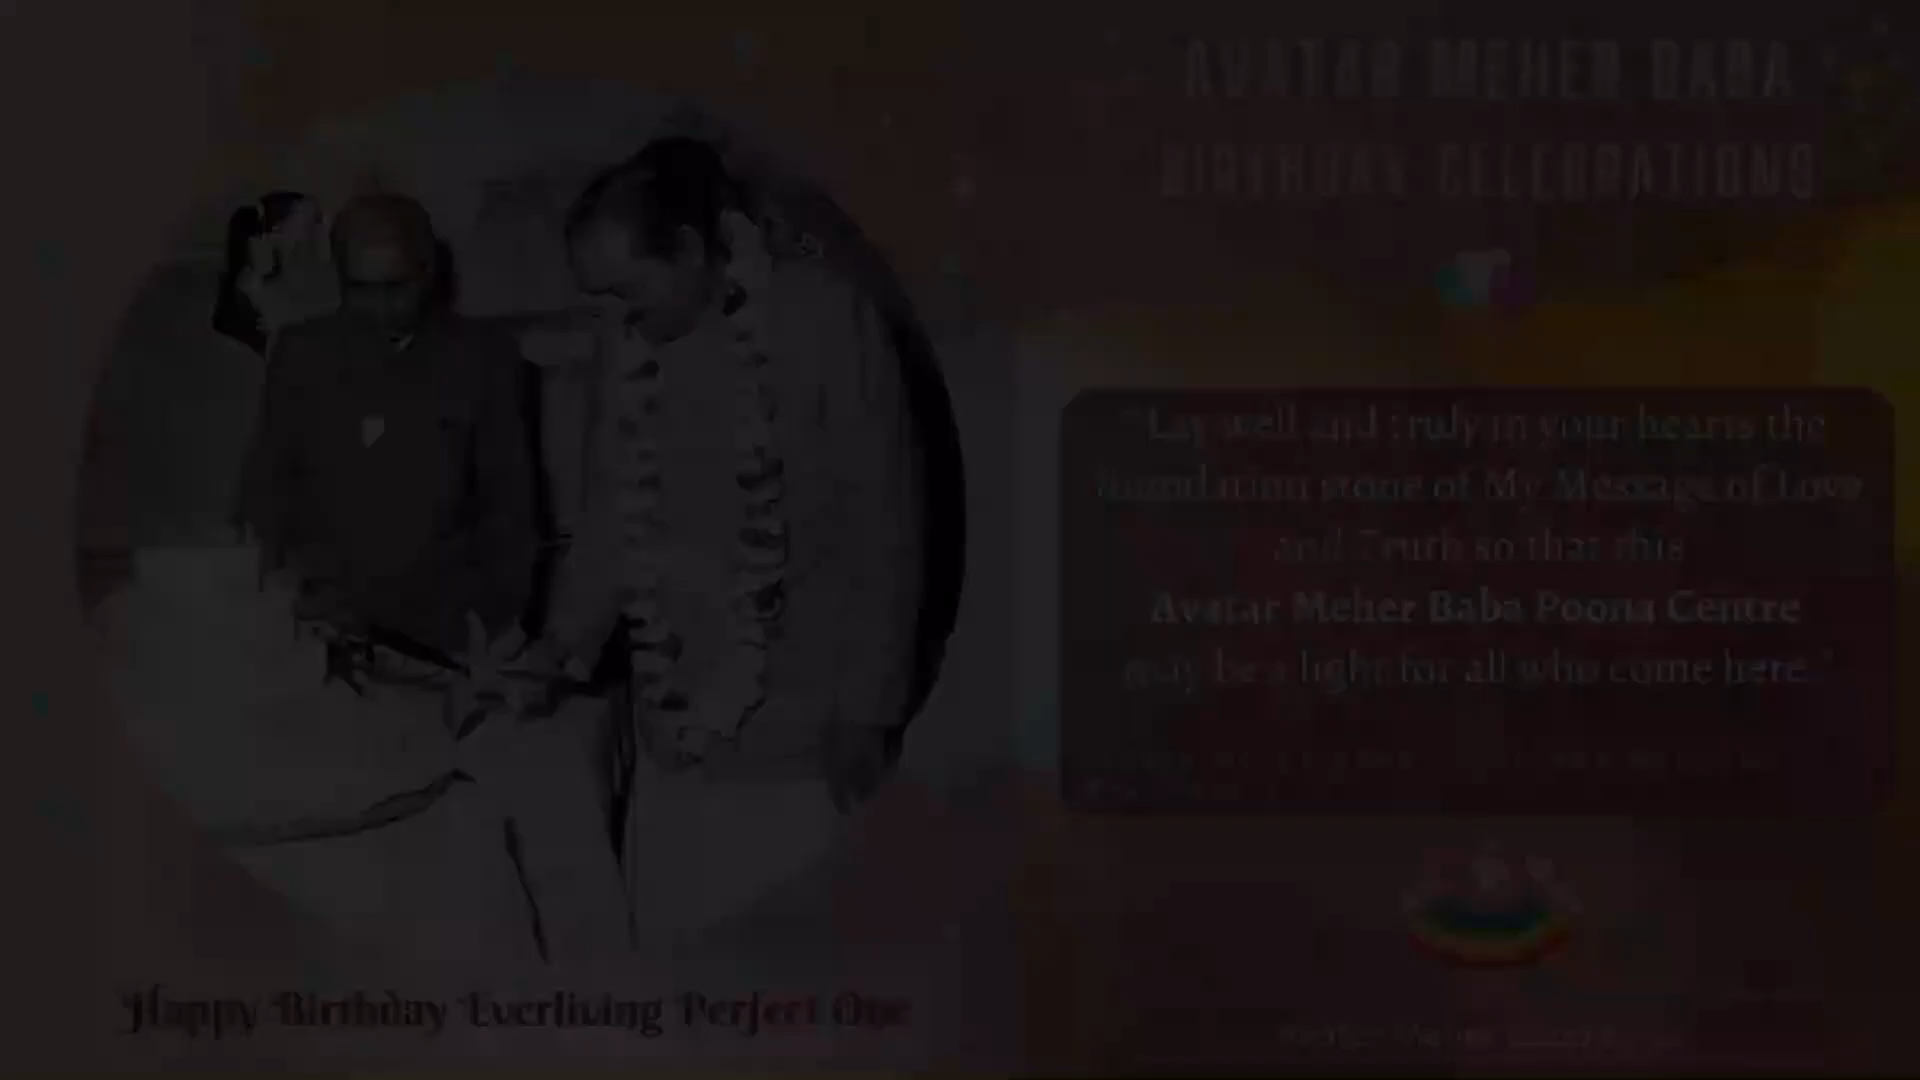 AVATAR MEHER BABA
BIRTHDAY CELEBRATIONS
"Lay well and truly in your hearts the
foundation stone of My Message of Love
and Truth so that this
Avatar Meher Baba Poona Centre
may be a light for all who come here."
Happy Birthday Everliving Perfect One